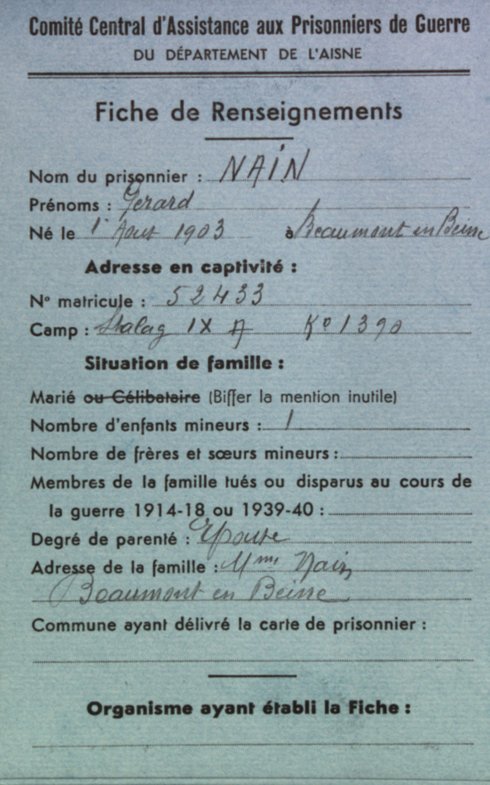 Comité Central d'Assistance aux Prisonniers de Guerre
DU DÉPARTEMENT DE L'AISNE
Fiche de Renseignements
Nom du prisonnier : NAIN
Prénoms : Gerard
Né le 1 Aout 1903 à Beaumont en Beine
Adresse en captivité :
N° matricule : 52433
Camp : Stalag IX A K° 1390
Situation de famille :
Marié ou Célibataire (Biffer la mention inutile)
Nombre d'enfants mineurs : 1
Nombre de frères et sœurs mineurs :
Membres de la famille tués ou disparus au cours de
la guerre 1914-18 ou 1939-40 :
Degré de parenté : Epouse
Adresse de la famille : Mme Nain
Beaumont en Beine
Commune ayant délivré la carte de prisonnier :
Organisme ayant établi la Fiche :